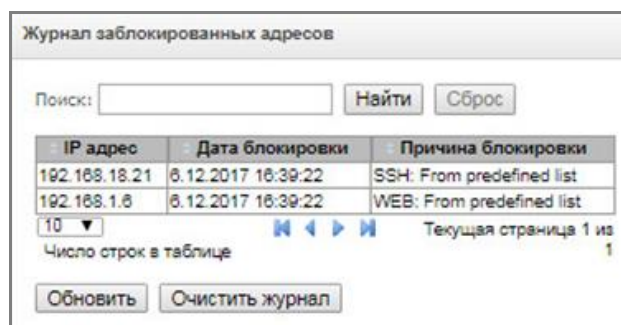 Журнал заблокированных адресов
Поиск: Найти Сброс
IP адрес Дата блокировки Причина блокировки
192.168.18.21 6.12.2017 16:39:22 SSH: From predefined list
192.168.1.6 6.12.2017 16:39:22 WEB: From predefined list
10 Текущая страница 1 из
Число строк в таблице 1
Обновить Очистить журнал